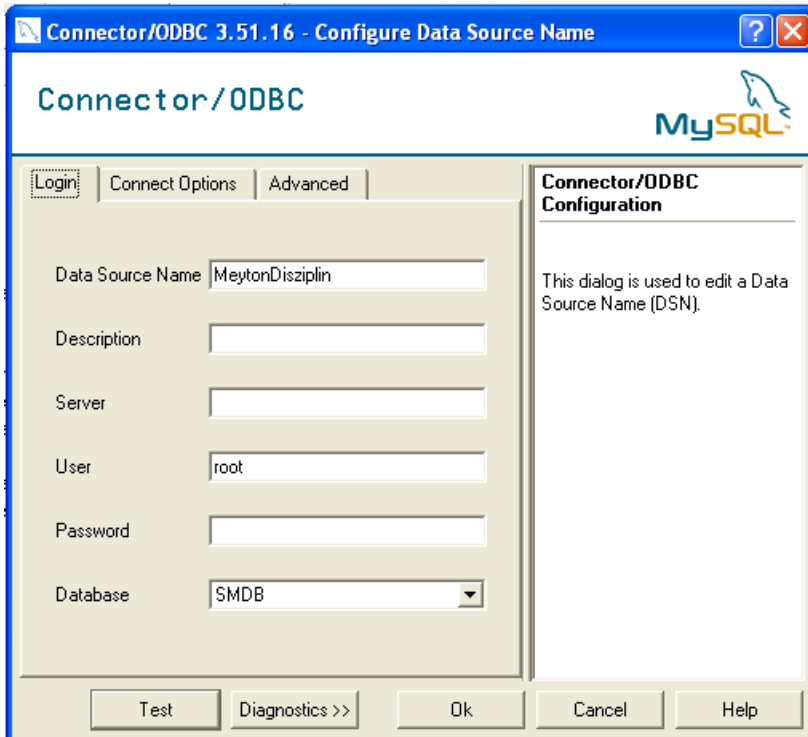 Connector/ODBC 3.51.16 - Configure Data Source Name
Connector/ODBC
MySQL
Login Connect Options Advanced
Data Source Name MeytonDisziplin
Description
Server
User root
Password
Database SMDB
Connector/ODBC
Configuration
This dialog is used to edit a Data
Source Name (DSN).
Test Diagnostics >> Ok Cancel Help